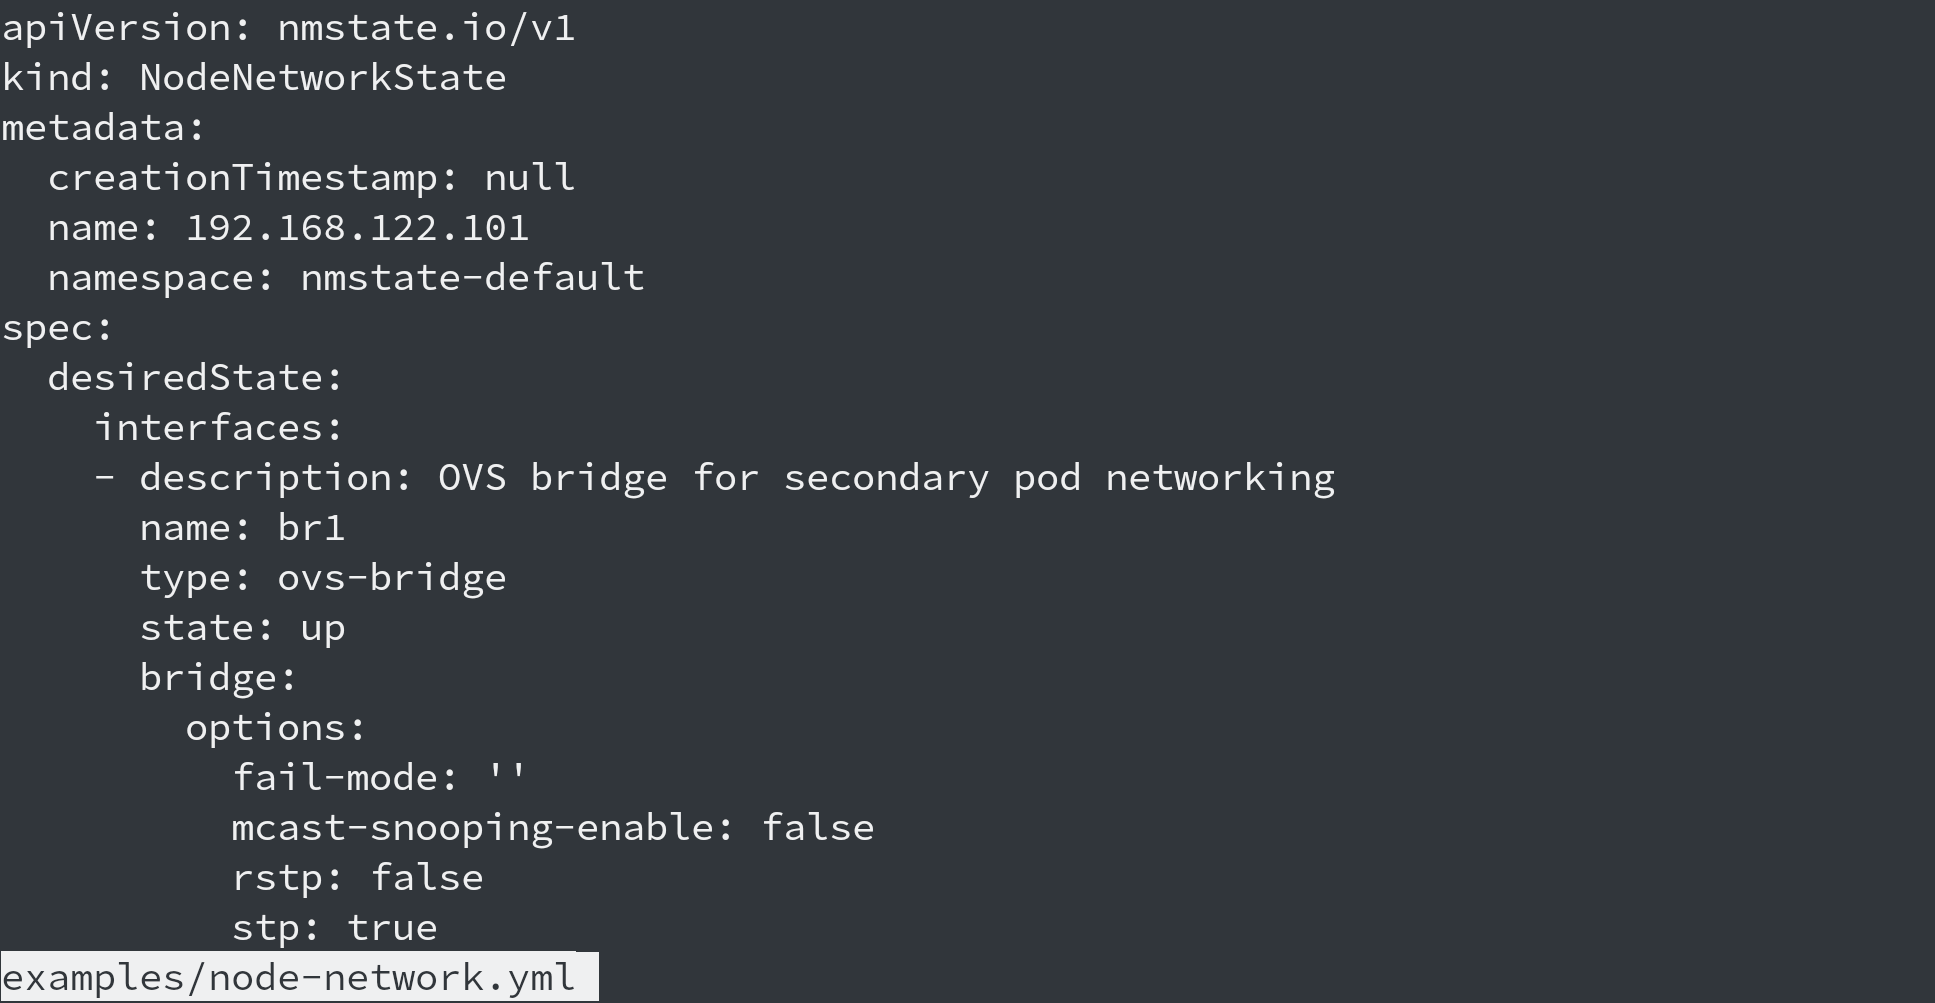 apiVersion: nmstate.io/v1
kind: NodeNetworkState
metadata:
  creationTimestamp: null
  name: 192.168.122.101
  namespace: nmstate-default
spec:
  desiredState:
    interfaces:
    - description: OVS bridge for secondary pod networking
      name: br1
      type: ovs-bridge
      state: up
      bridge:
        options:
          fail-mode: ''
          mcast-snooping-enable: false
          rstp: false
          stp: true
examples/node-network.yml